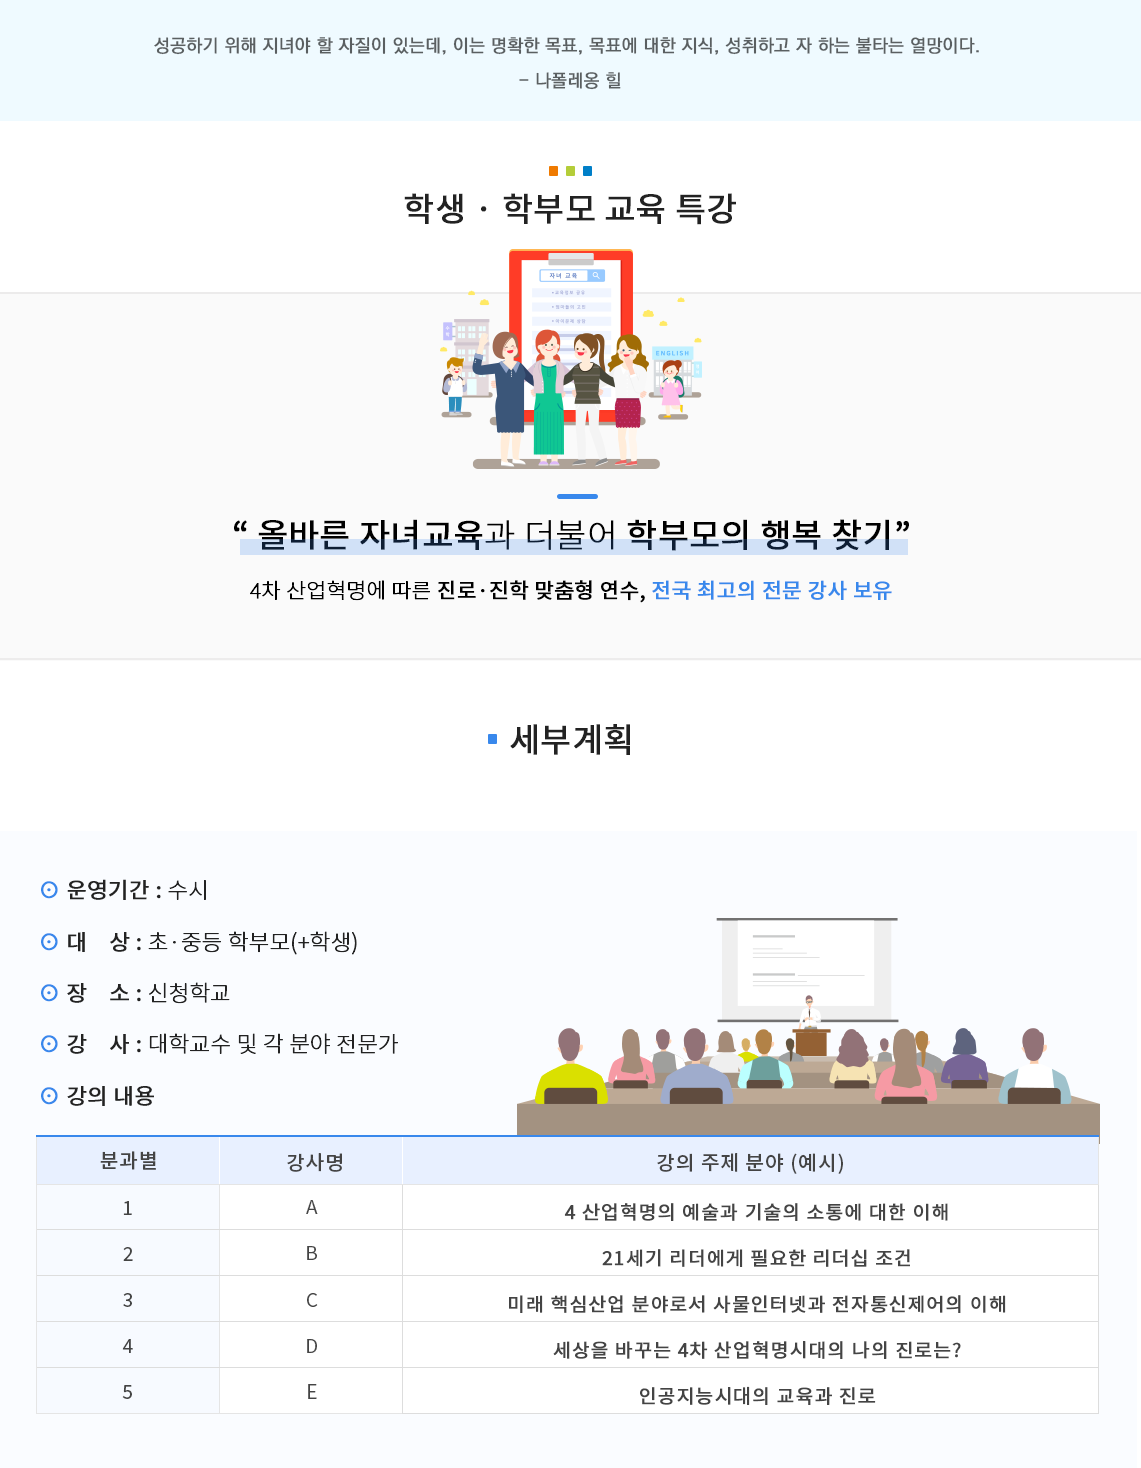 성공하기 위해 지녀야 할 자질이 있는데, 이는 명확한 목표, 목표에 대한 지식, 성취하고 자 하는 불타는 열망이다.
- 나폴레옹 힐
학생 · 학부모 교육 특강
자녀 교육
ENGLISH
“ 올바른 자녀교육과 더불어 학부모의 행복 찾기”
4차 산업혁명에 따른 진로·진학 맞춤형 연수, 전국 최고의 전문 강사 보유
세부계획
운영기간 : 수시
대 상 : 초·중등 학부모(+학생)
장 소 : 신청학교
강 사 : 대학교수 및 각 분야 전문가
강의 내용
분과별 강사명 강의 주제 분야 (예시)
1 A 4 산업혁명의 예술과 기술의 소통에 대한 이해
2 B 21세기 리더에게 필요한 리더십 조건
3 C 미래 핵심산업 분야로서 사물인터넷과 전자통신제어의 이해
4 D 세상을 바꾸는 4차 산업혁명시대의 나의 진로는?
5 E 인공지능시대의 교육과 진로